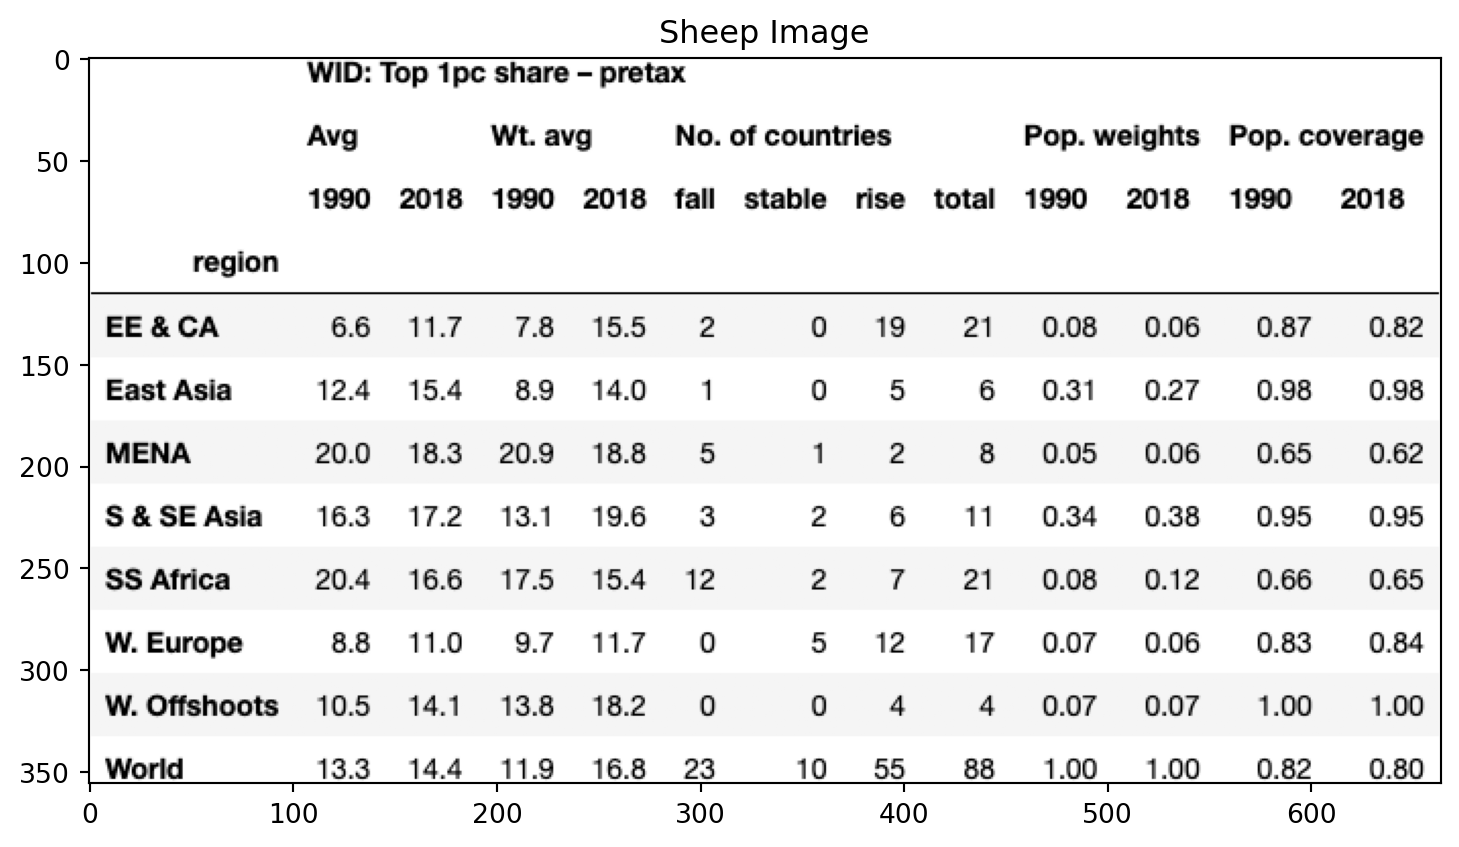 Sheep Image
WID: Top 1pc share – pretax
Avg Wt. avg No. of countries Pop. weights Pop. coverage
1990 2018 1990 2018 fall stable rise total 1990 2018 1990 2018
region
EE & CA 6.6 11.7 7.8 15.5 2 0 19 21 0.08 0.06 0.87 0.82
East Asia 12.4 15.4 8.9 14.0 1 0 5 6 0.31 0.27 0.98 0.98
MENA 20.0 18.3 20.9 18.8 5 1 2 8 0.05 0.06 0.65 0.62
S & SE Asia 16.3 17.2 13.1 19.6 3 2 6 11 0.34 0.38 0.95 0.95
SS Africa 20.4 16.6 17.5 15.4 12 2 7 21 0.08 0.12 0.66 0.65
W. Europe 8.8 11.0 9.7 11.7 0 5 12 17 0.07 0.06 0.83 0.84
W. Offshoots 10.5 14.1 13.8 18.2 0 0 4 4 0.07 0.07 1.00 1.00
World 13.3 14.4 11.9 16.8 23 10 55 88 1.00 1.00 0.82 0.80
0
50
100
150
200
250
300
350
0 100 200 300 400 500 600